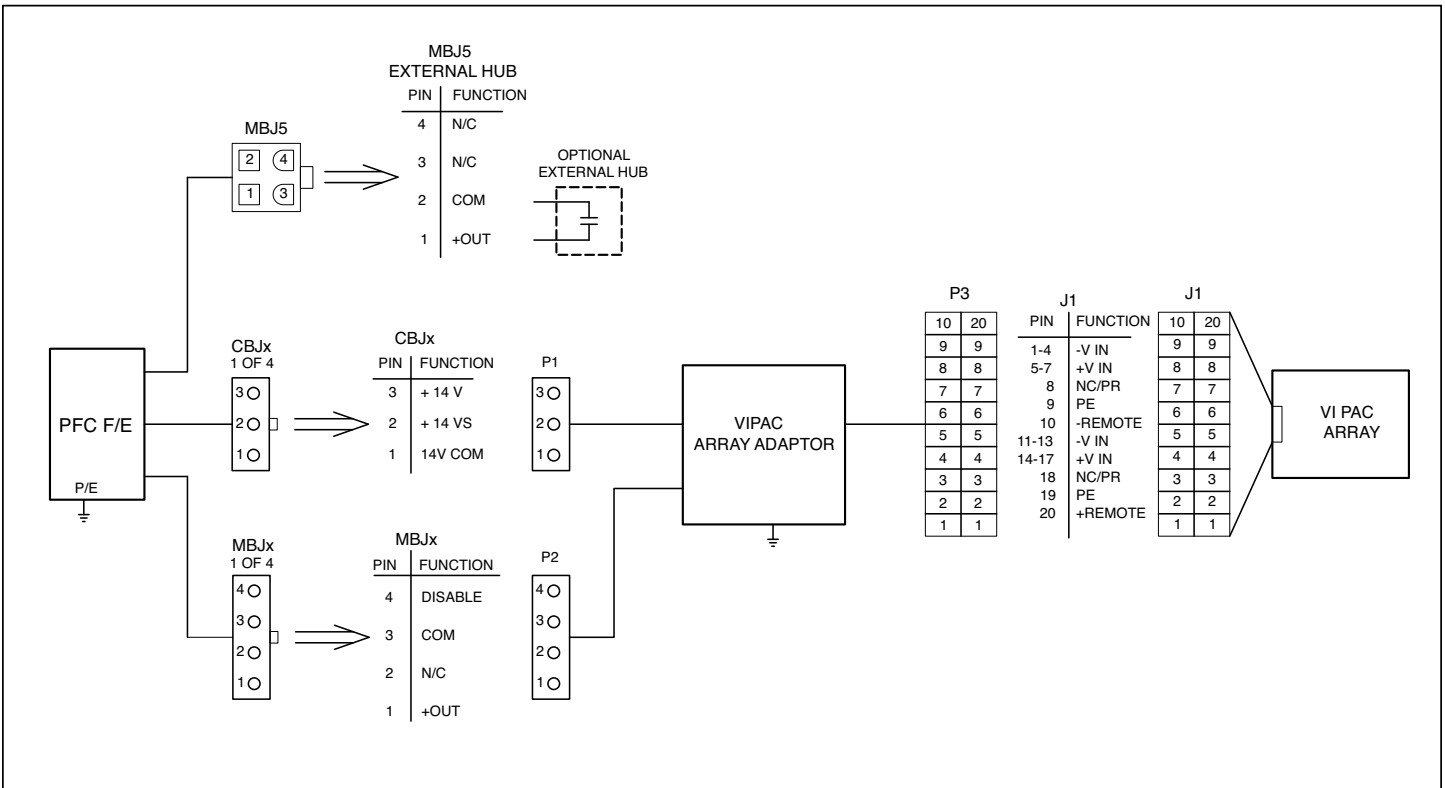 MBJ5
EXTERNAL HUB
PIN FUNCTION
4 N/C
3 N/C
2 COM
1 +OUT
MBJ5
2 4
1 3
OPTIONAL
EXTERNAL HUB
PFC F/E
P/E
CBJx
1 OF 4
3
2
1
CBJx
PIN FUNCTION
3 + 14 V
2 + 14 VS
1 14V COM
P1
3
2
1
MBJx
1 OF 4
4
3
2
1
MBJx
PIN FUNCTION
4 DISABLE
3 COM
2 N/C
1 +OUT
P2
4
3
2
1
VIPAC
ARRAY ADAPTOR
P3
10 20
9 9
8 8
7 7
6 6
5 5
4 4
3 3
2 2
1 1
J1
PIN FUNCTION
1-4 -V IN
5-7 +V IN
8 NC/PR
9 PE
10 -REMOTE
11-13 -V IN
14-17 +V IN
18 NC/PR
19 PE
20 +REMOTE
J1
10 20
9 9
8 8
7 7
6 6
5 5
4 4
3 3
2 2
1 1
VI PAC
ARRAY